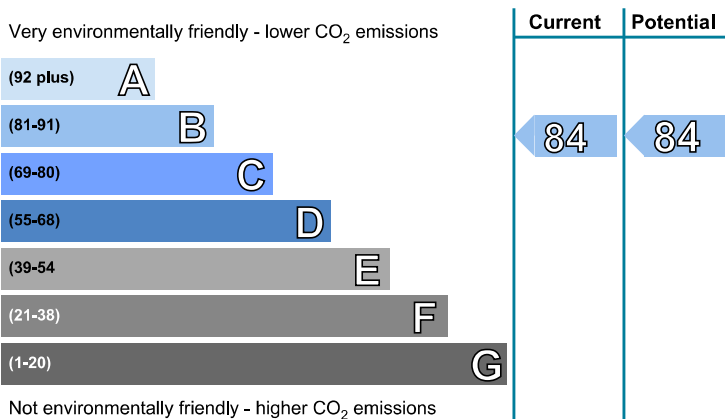 Current Potential
Very environmentally friendly - lower CO₂ emissions
(92 plus) A
(81-91) B 84 84
(69-80) C
(55-68) D
(39-54 E
(21-38) F
(1-20) G
Not environmentally friendly - higher CO₂ emissions